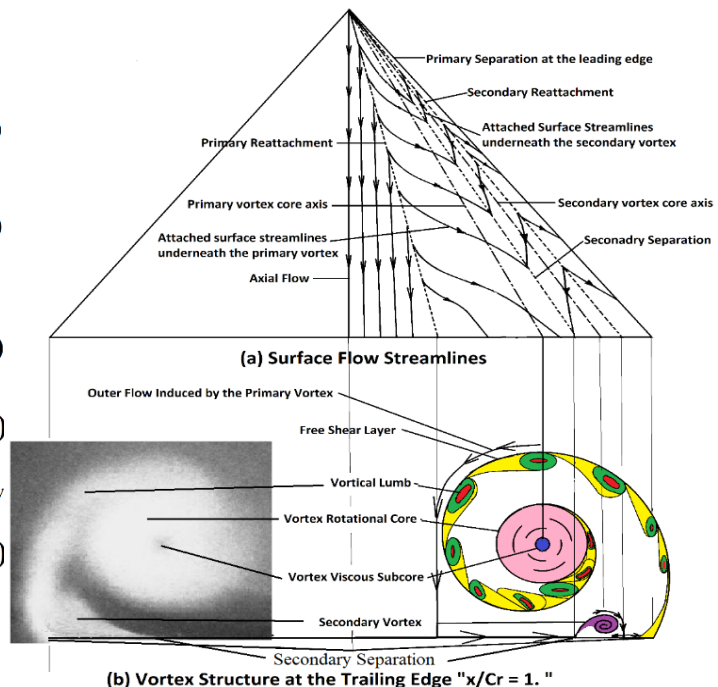 Primary Separation at the leading edge
Secondary Reattachment
Attached Surface Streamlines
underneath the secondary vortex
Primary Reattachment
Primary vortex core axis
Secondary vortex core axis
Attached surface streamlines
underneath the primary vortex
Seconadry Separation
Axial Flow
(a) Surface Flow Streamlines
Outer Flow Induced by the Primary Vortex
Free Shear Layer
Vortical Lumb
Vortex Rotational Core
Vortex Viscous Subcore
Secondary Vortex
Secondary Separation
(b) Vortex Structure at the Trailing Edge "x/Cr = 1. "